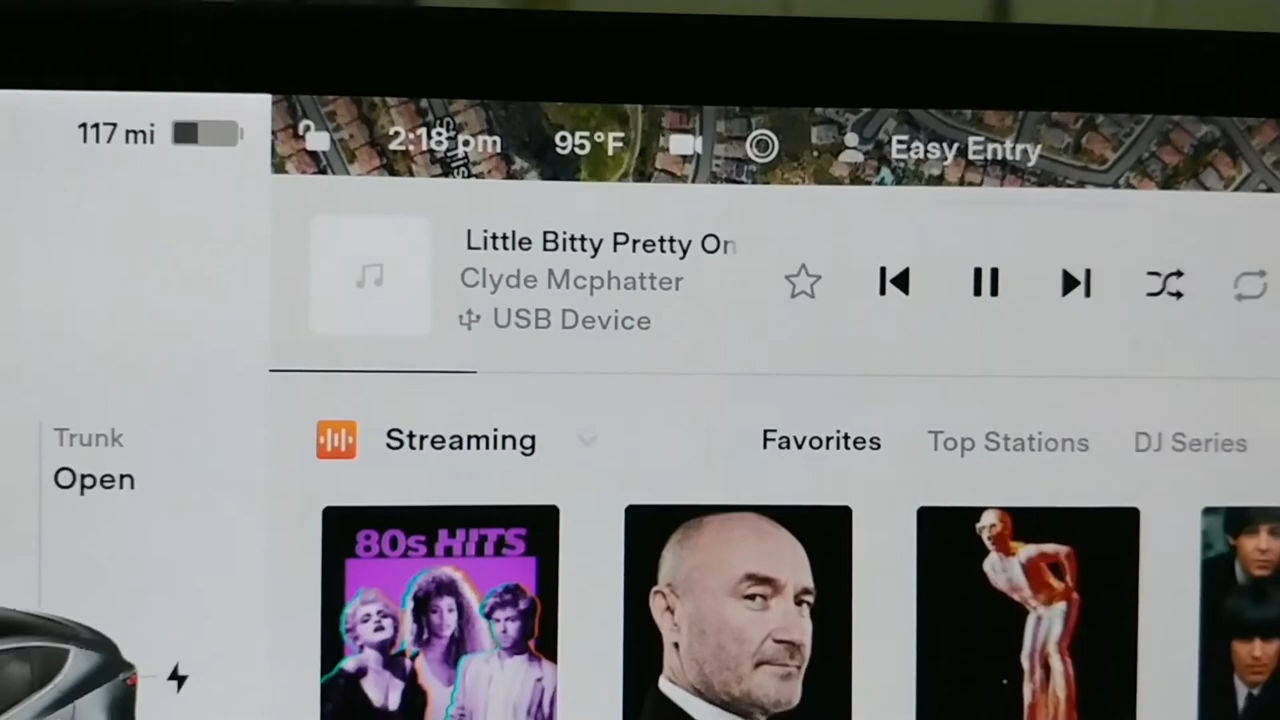 117 mi
2:18 pm
95°F
Easy Entry
Little Bitty Pretty On
Clyde Mcphatter
USB Device
Trunk
Open
Streaming
Favorites
Top Stations
DJ Series
80s HITS